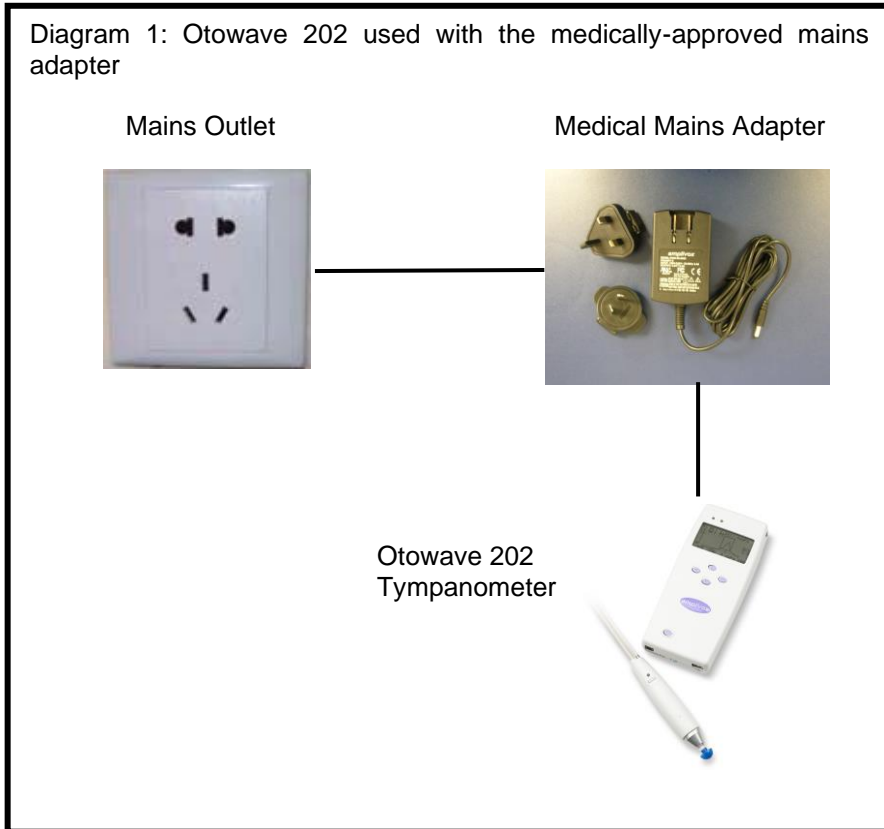 Diagram 1: Otowave 202 used with the medically-approved mains
adapter
Mains Outlet
Medical Mains Adapter
amplivox
Otowave 202
Tympanometer